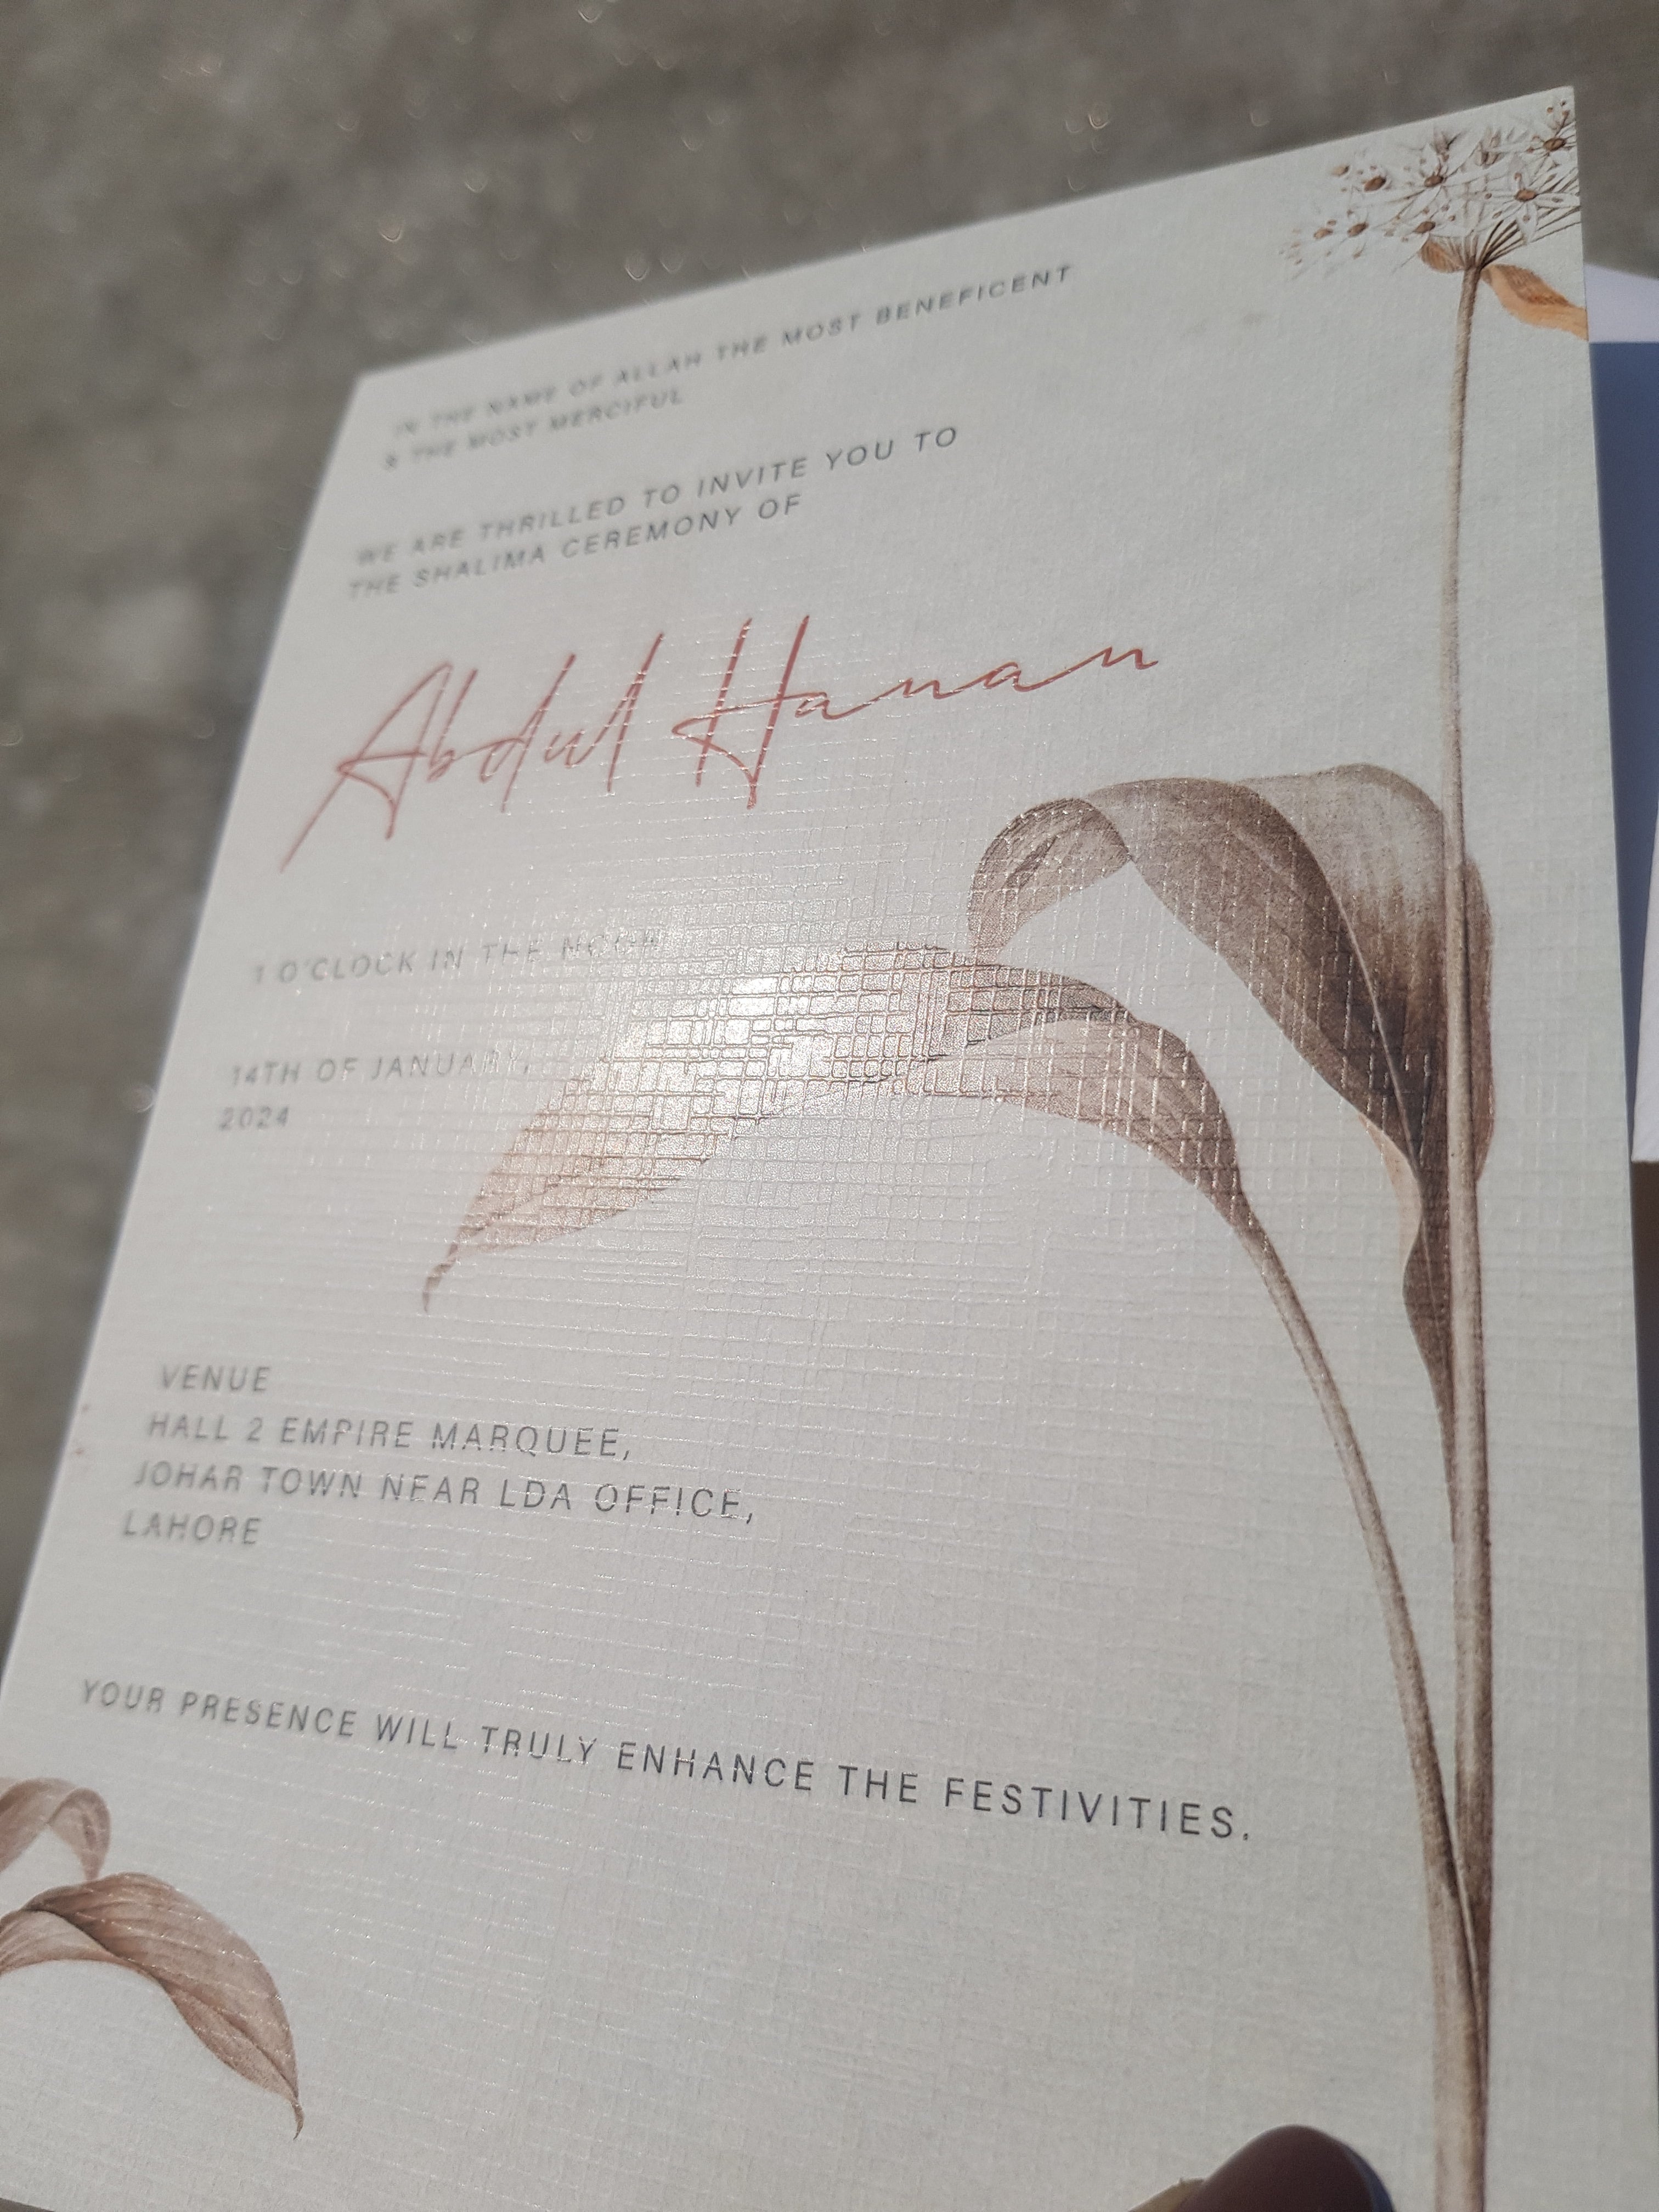 IN THE NAME OF ALLAH THE MOST BENEFICENT
& THE MOST MERCIFUL
WE ARE THRILLED TO INVITE YOU TO
THE SHALIMA CEREMONY OF
Abdul Hanan
1 O'CLOCK IN THE NOON
14TH OF JANUARY,
2024
VENUE
HALL 2 EMPIRE MARQUEE,
JOHAR TOWN NEAR LDA OFFICE,
LAHORE
YOUR PRESENCE WILL TRULY ENHANCE THE FESTIVITIES.